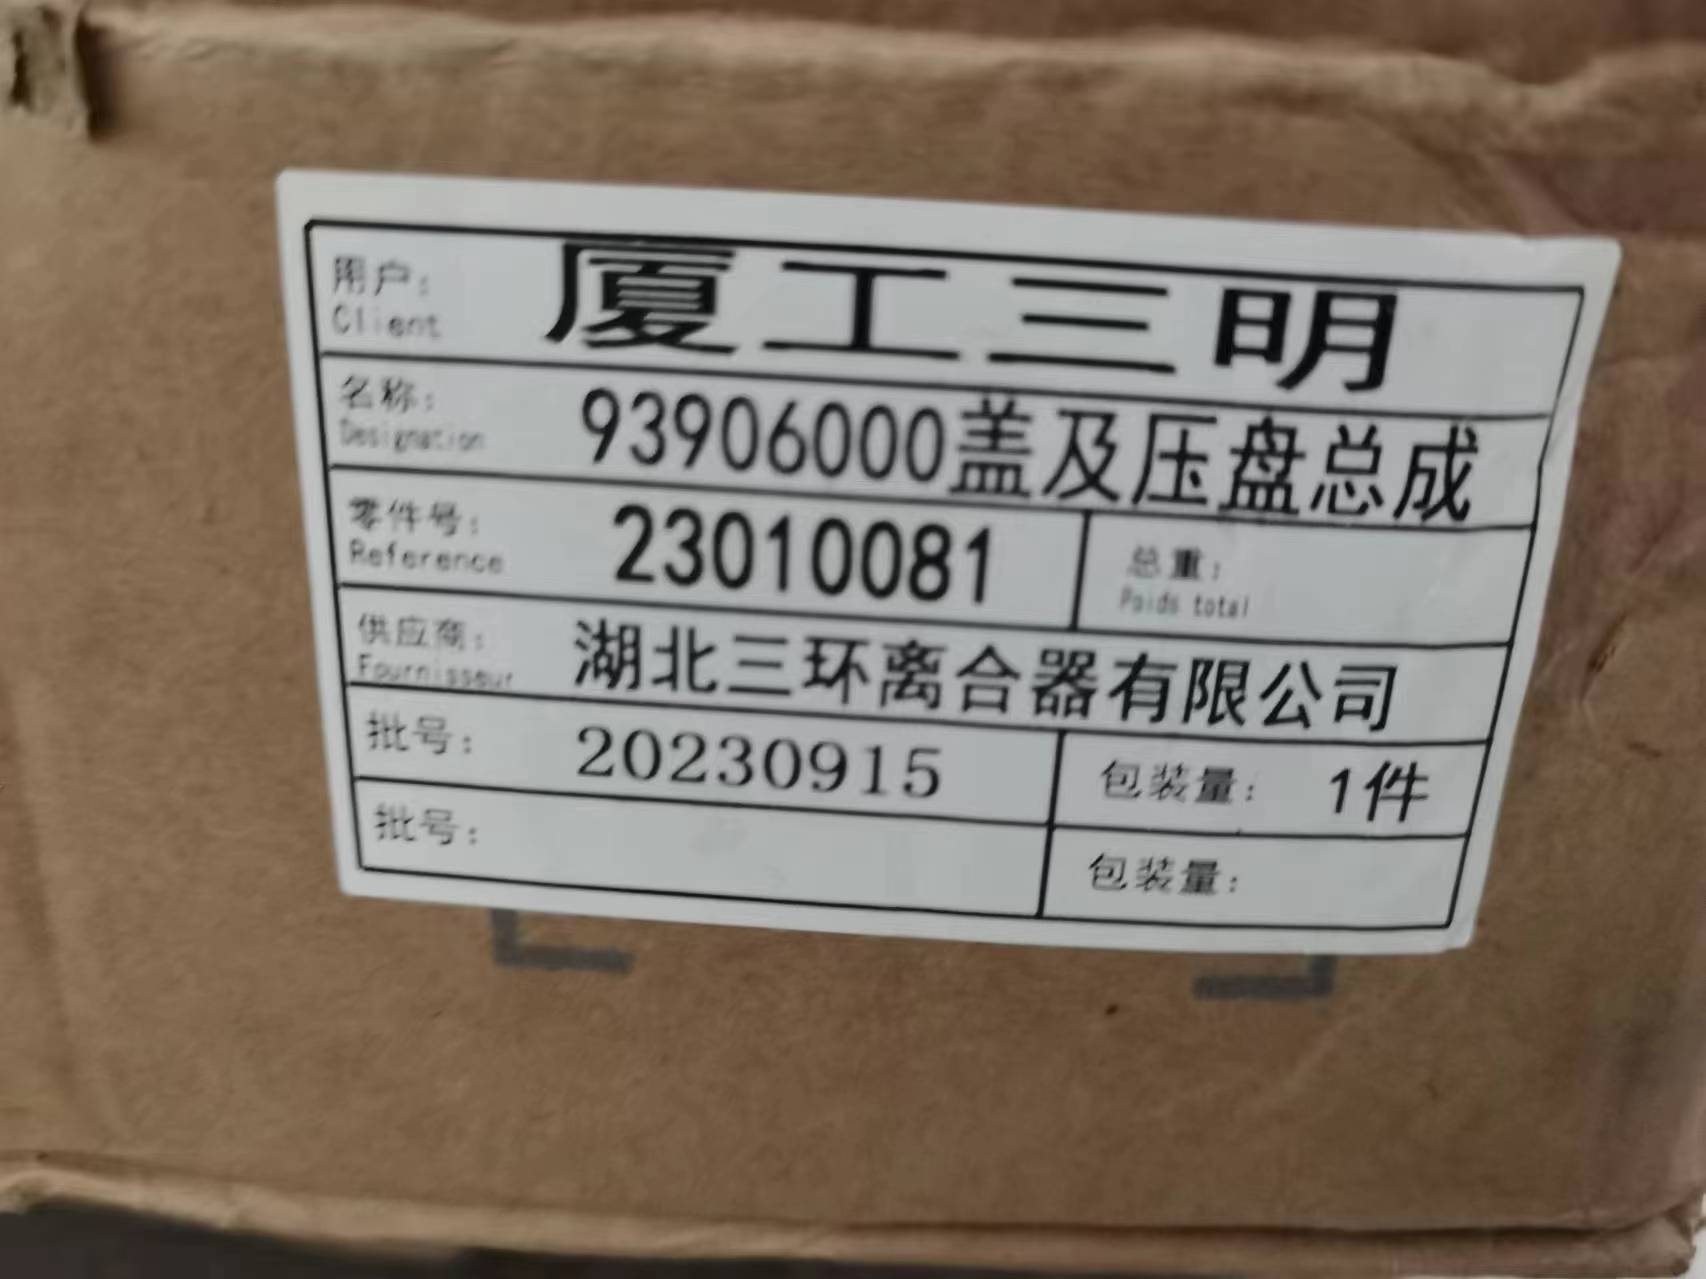 用户： 厦工三明
Client
名称： 93906000盖及压盘总成
Designation
零件号： 23010081 总重：
Reference Poids total
供应商： 湖北三环离合器有限公司
Fournisseur
批号： 20230915 包装量： 1件
批号： 包装量：